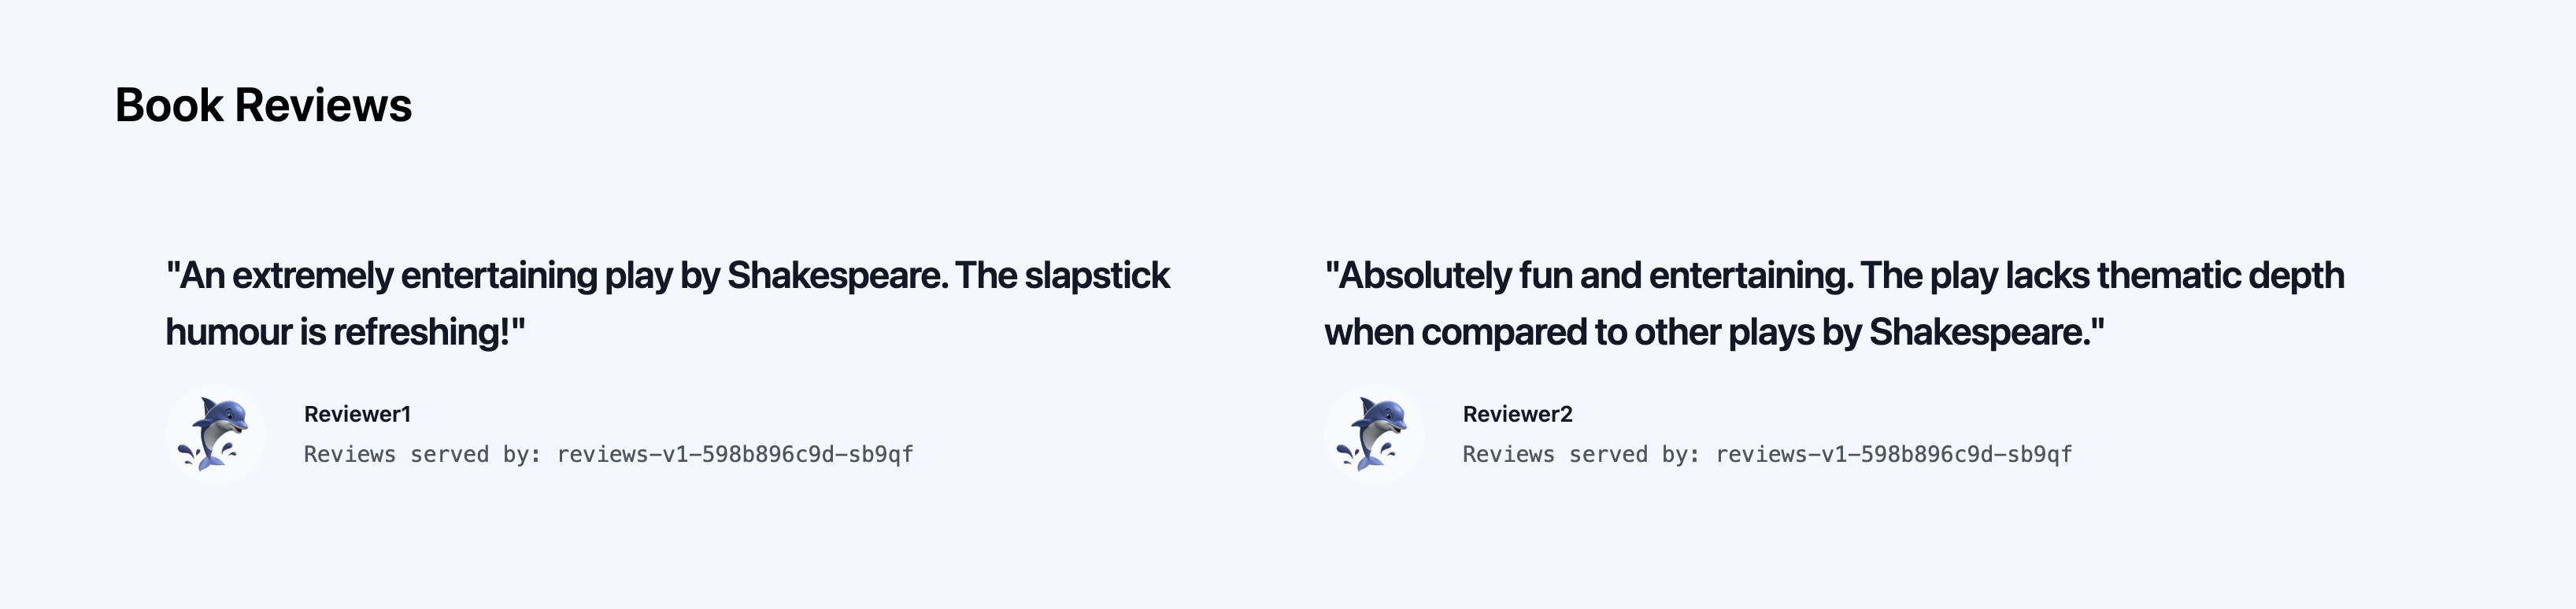 Book Reviews
"An extremely entertaining play by Shakespeare. The slapstick
humour is refreshing!"
Reviewer1
Reviews served by: reviews-v1-598b896c9d-sb9qf
"Absolutely fun and entertaining. The play lacks thematic depth
when compared to other plays by Shakespeare."
Reviewer2
Reviews served by: reviews-v1-598b896c9d-sb9qf